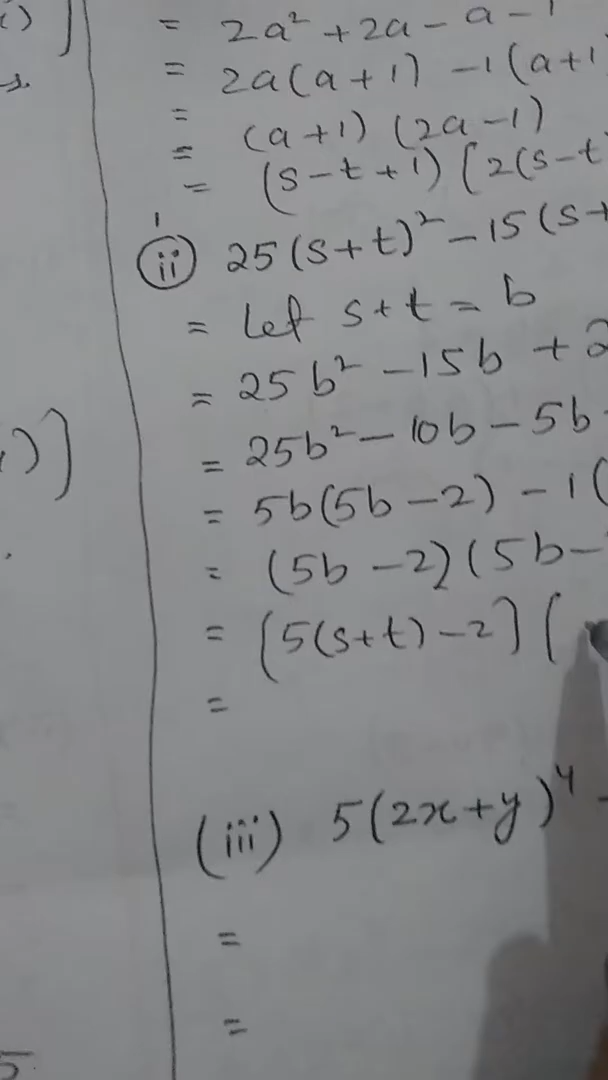 = 2a² + 2a - a - 1
= 2a(a + 1) - 1(a + 1
=
= (a + 1) (2a - 1)
= (s - t + 1) [2(s - t
(ii) 25(s + t)² - 15(s +
= Let s + t = b
= 25b² - 15b + 2
= 25b² - 10b - 5b
= 5b(5b - 2) - 1(
= (5b - 2)(5b -
= [5(s + t) - 2] [
=
(iii) 5(2x + y)⁴ -
=
=
5